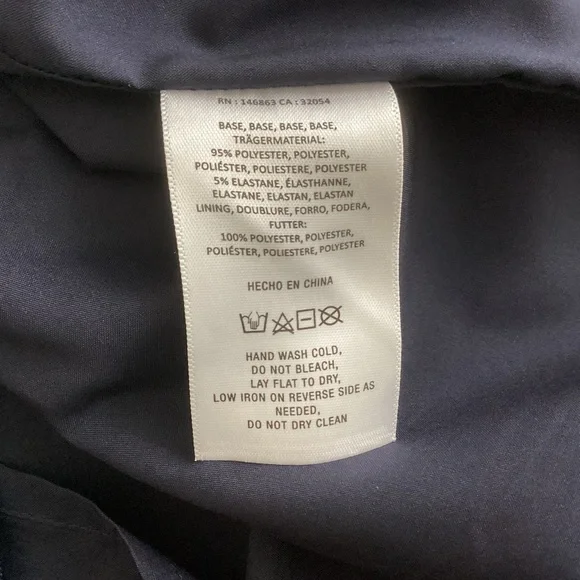 RN : 146863 CA : 32054
BASE, BASE, BASE, BASE,
TRÄGERMATERIAL:
95% POLYESTER, POLYESTER,
POLIÉSTER, POLIESTERE, POLYESTER
5% ELASTANE, ÉLASTHANNE,
ELASTANE, ELASTAN, ELASTAN
LINING, DOUBLURE, FORRO, FODERA,
FUTTER:
100% POLYESTER, POLYESTER,
POLIÉSTER, POLIESTERE, POLYESTER
HECHO EN CHINA
HAND WASH COLD,
DO NOT BLEACH,
LAY FLAT TO DRY,
LOW IRON ON REVERSE SIDE AS
NEEDED,
DO NOT DRY CLEAN